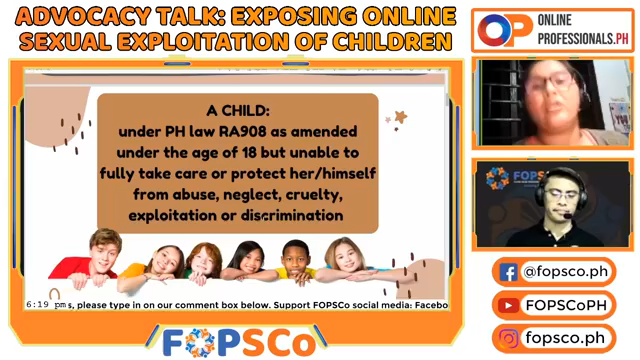 ADVOCACY TALK: EXPOSING ONLINE
SEXUAL EXPLOITATION OF CHILDREN
OP ONLINE
PROFESSIONALS.PH
A CHILD:
under PH law RA908 as amended
under the age of 18 but unable to
fully take care or protect her/himself
from abuse, neglect, cruelty,
exploitation or discrimination
FOPSCo
6:19 pm s, please type in on our comment box below. Support FOPSCo social media: Facebo
@fopsco.ph
FOPSCoPH
fopsco.ph
FOPSCo